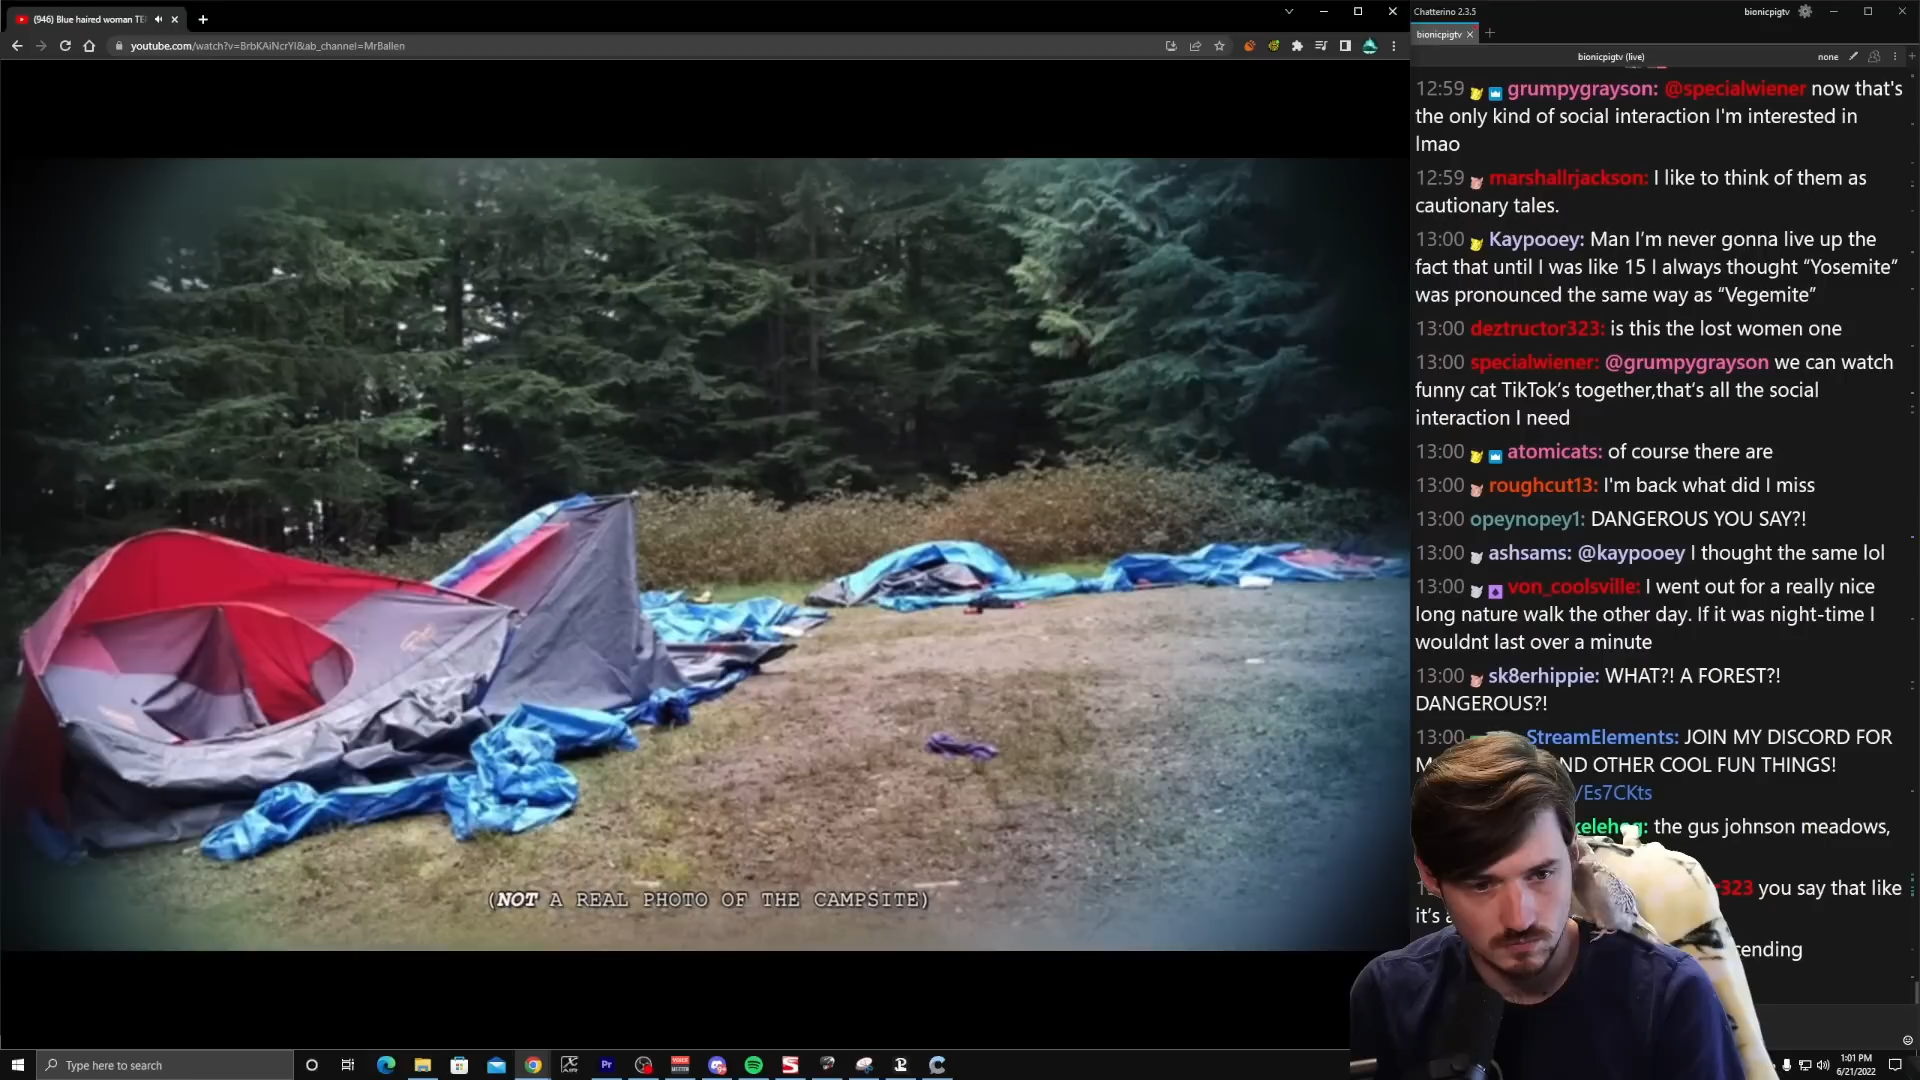 (946) Blue haired woman TE
youtube.com/watch?v=BrbKAiNcrYI&ab_channel=MrBallen
(NOT A REAL PHOTO OF THE CAMPSITE)
Chatterino 2.3.5
bionicpigtv
bionicpigtv
bionicpigtv (live)
none
12:59 grumpygrayson: @specialwiener now that's
the only kind of social interaction I'm interested in
lmao
12:59 marshallrjackson: I like to think of them as
cautionary tales.
13:00 Kaypooey: Man I’m never gonna live up the
fact that until I was like 15 I always thought “Yosemite”
was pronounced the same way as “Vegemite”
13:00 deztructor323: is this the lost women one
13:00 specialwiener: @grumpygrayson we can watch
funny cat TikTok’s together,that’s all the social
interaction I need
13:00 atomicats: of course there are
13:00 roughcut13: I'm back what did I miss
13:00 opeynopey1: DANGEROUS YOU SAY?!
13:00 ashsams: @kaypooey I thought the same lol
13:00 von_coolsville: I went out for a really nice
long nature walk the other day. If it was night-time I
wouldnt last over a minute
13:00 sk8erhippie: WHAT?! A FOREST?!
DANGEROUS?!
13:00 StreamElements: JOIN MY DISCORD FOR
M ND OTHER COOL FUN THINGS!
/Es7CKts
kelehog: the gus johnson meadows,
323 you say that like
it’s a
cending
Type here to search
1:01 PM
6/21/2022